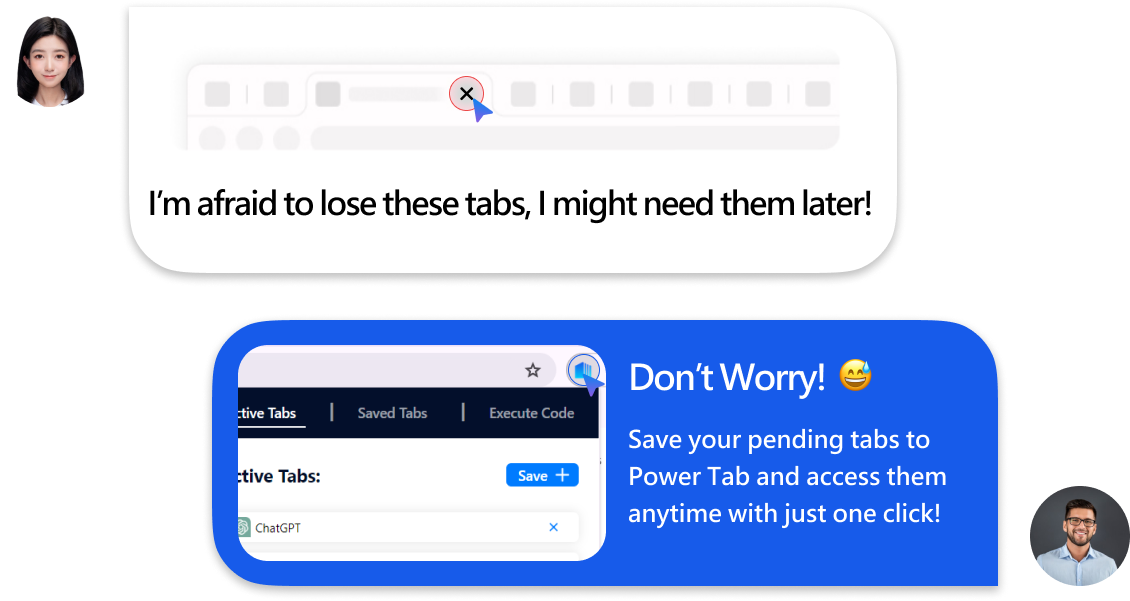 I'm afraid to lose these tabs, I might need them later!
Don't Worry! 😅
Save your pending tabs to
Power Tab and access them
anytime with just one click!
ctive Tabs | Saved Tabs | Execute Code
ctive Tabs:
Save +
ChatGPT